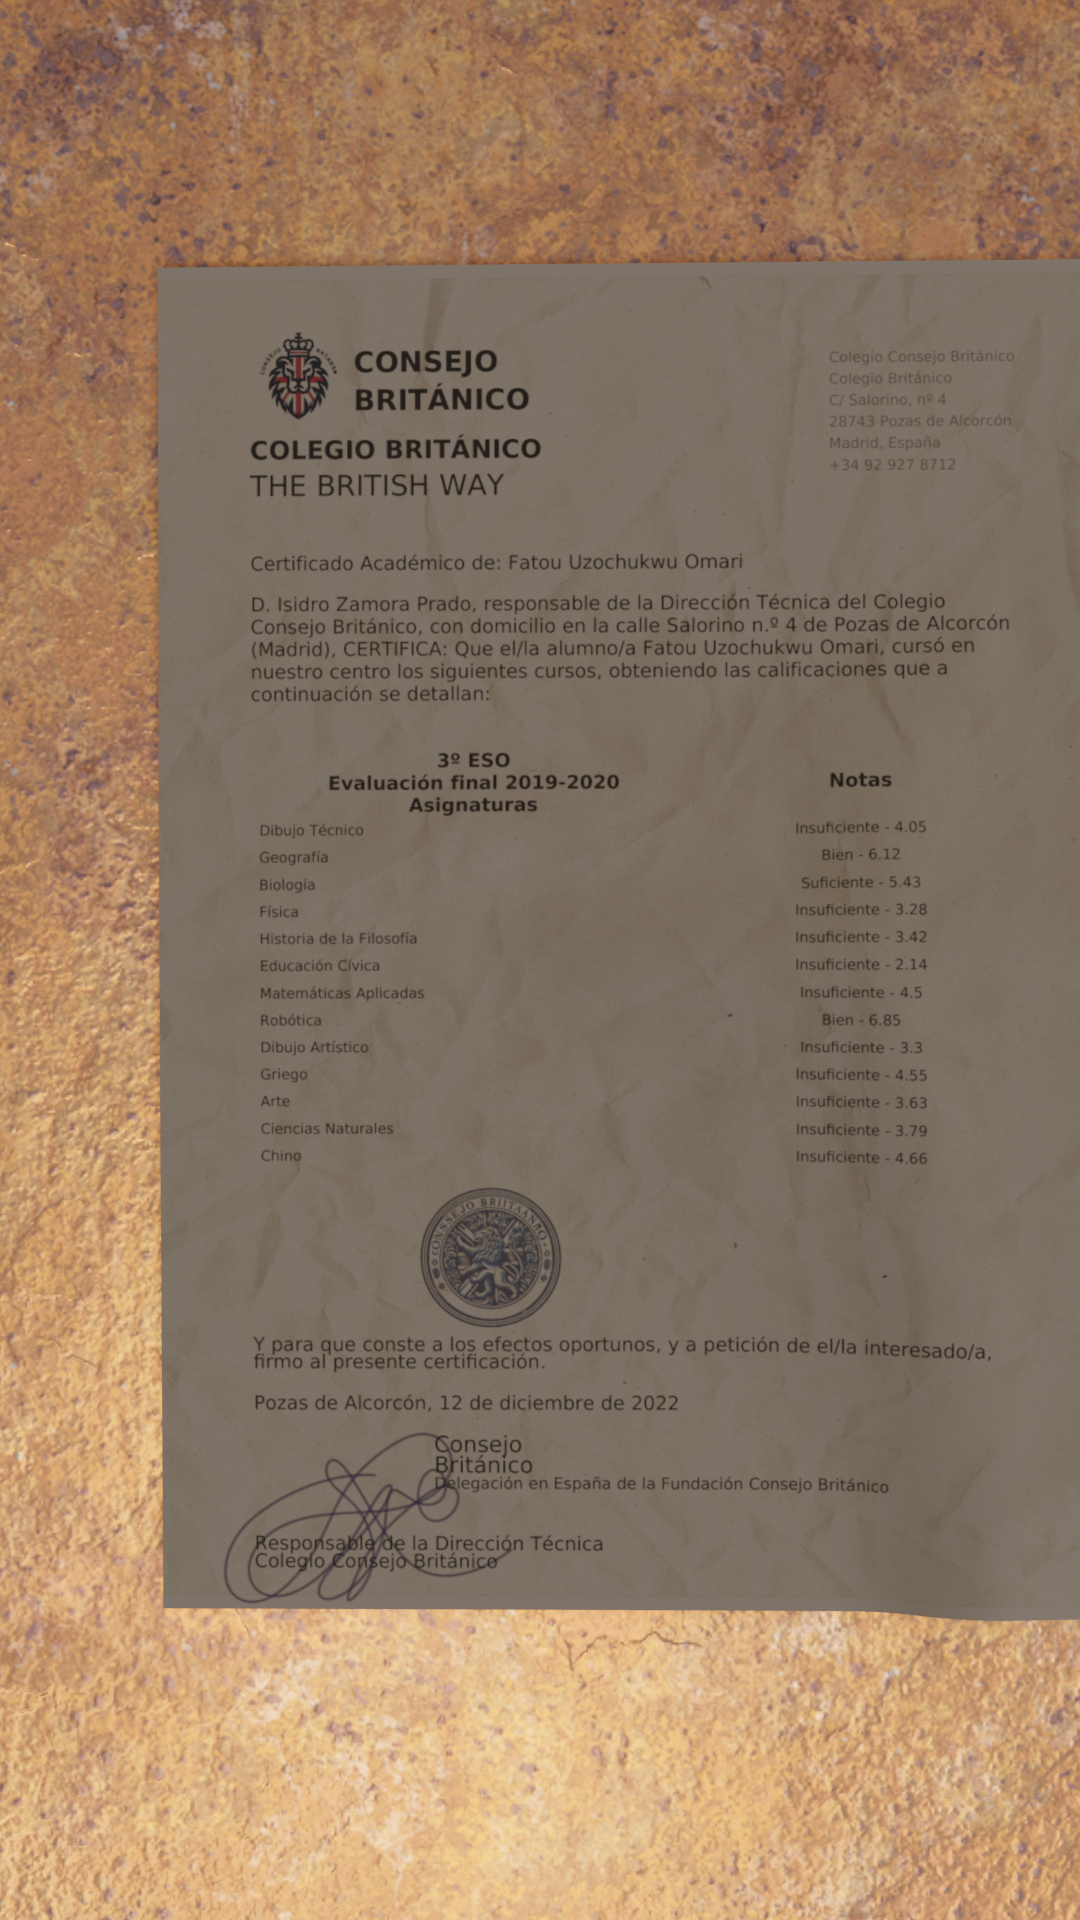 CONSEJO
BRITÁNICO
COLEGIO BRITÁNICO
THE BRITISH WAY
Colegio Consejo Británico
Colegio Británico
C/ Salorino, nº 4
28743 Pozas de Alcorcón
Madrid, España
+34 92 927 8712
Certificado Académico de: Fatou Uzochukwu Omari
D. Isidro Zamora Prado, responsable de la Dirección Técnica del Colegio
Consejo Británico, con domicilio en la calle Salorino n.º 4 de Pozas de Alcorcón
(Madrid), CERTIFICA: Que el/la alumno/a Fatou Uzochukwu Omari, cursó en
nuestro centro los siguientes cursos, obteniendo las calificaciones que a
continuación se detallan:
3º ESO
Evaluación final 2019-2020
Asignaturas Notas
Dibujo Técnico Insuficiente - 4.05
Geografía Bien - 6.12
Biología Suficiente - 5.43
Física Insuficiente - 3.28
Historia de la Filosofía Insuficiente - 3.42
Educación Cívica Insuficiente - 2.14
Matemáticas Aplicadas Insuficiente - 4.5
Robótica Bien - 6.85
Dibujo Artístico Insuficiente - 3.3
Griego Insuficiente - 4.55
Arte Insuficiente - 3.63
Ciencias Naturales Insuficiente - 3.79
Chino Insuficiente - 4.66
Y para que conste a los efectos oportunos, y a petición de el/la interesado/a,
firmo al presente certificación.
Pozas de Alcorcón, 12 de diciembre de 2022
Consejo
Británico
Delegación en España de la Fundación Consejo Británico
Responsable de la Dirección Técnica
Colegio Consejo Británico